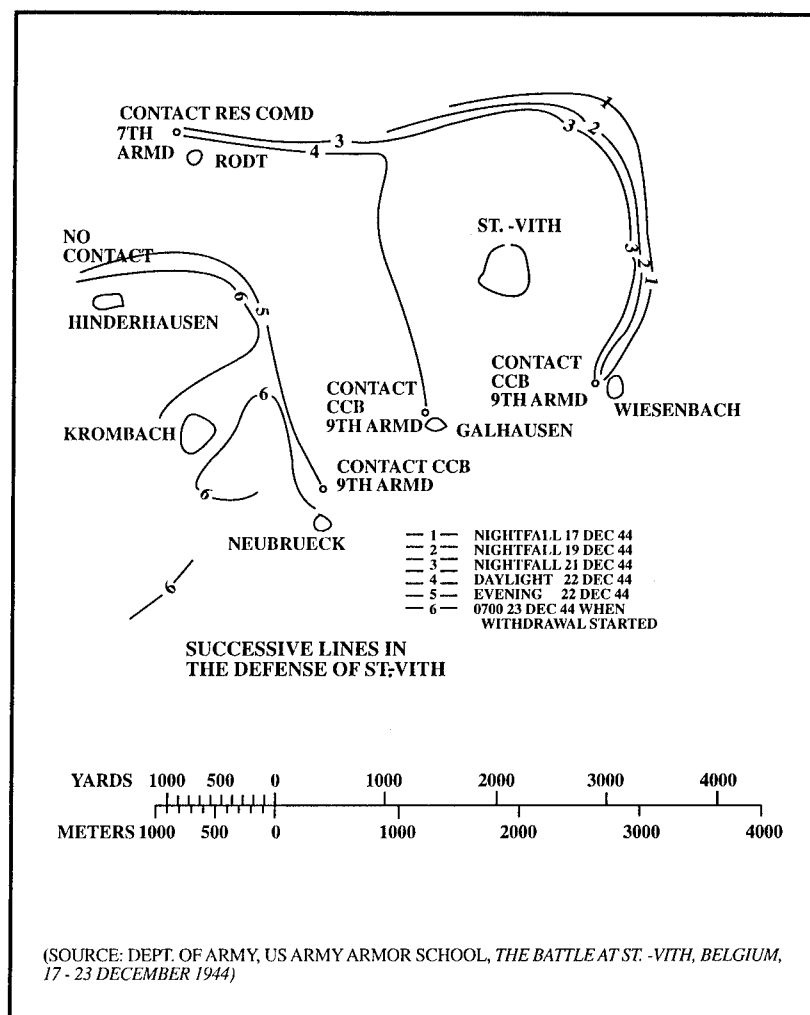 CONTACT RES COMD
7TH
ARMD
RODT
3
4
1
2
3
NO
CONTACT
ST. -VITH
3
2
1
6
5
HINDERHAUSEN
CONTACT
CCB
9TH ARMD
WIESENBACH
CONTACT
CCB
9TH ARMD
GALHAUSEN
6
KROMBACH
CONTACT CCB
9TH ARMD
6
NEUBRUECK
1 NIGHTFALL 17 DEC 44
2 NIGHTFALL 19 DEC 44
3 NIGHTFALL 21 DEC 44
4 DAYLIGHT 22 DEC 44
5 EVENING 22 DEC 44
6 0700 23 DEC 44 WHEN
WITHDRAWAL STARTED
6
SUCCESSIVE LINES IN
THE DEFENSE OF ST.-VITH
YARDS 1000 500 0 1000 2000 3000 4000
METERS 1000 500 0 1000 2000 3000 4000
(SOURCE: DEPT. OF ARMY, US ARMY ARMOR SCHOOL, THE BATTLE AT ST. -VITH, BELGIUM,
17 - 23 DECEMBER 1944)